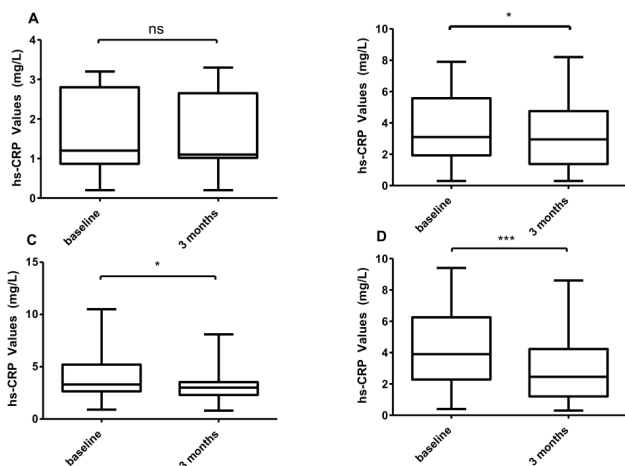 A
ns
hs-CRP Values (mg/L)
4
3
2
1
0
baseline
3 months
*
hs-CRP Values (mg/L)
10
8
6
4
2
0
baseline
3 months
C
*
hs-CRP Values (mg/L)
15
10
5
0
baseline
3 months
D
***
hs-CRP Values (mg/L)
10
8
6
4
2
0
baseline
3 months